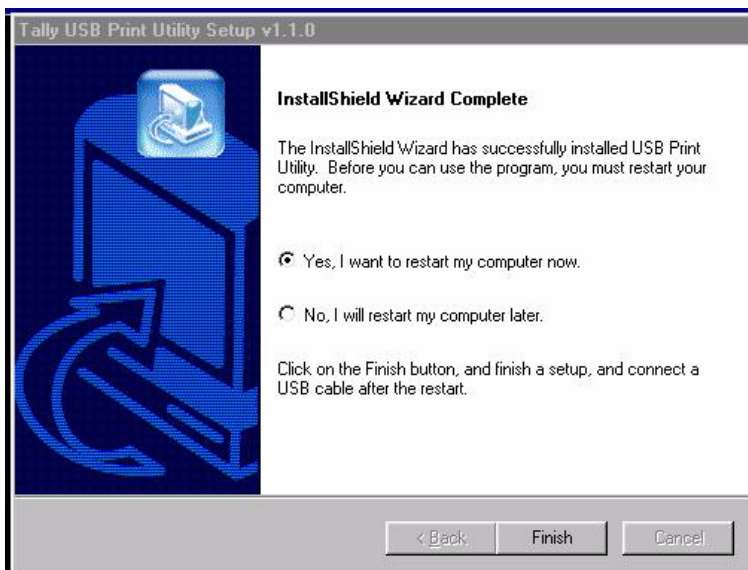 Tally USB Print Utility Setup v1.1.0
InstallShield Wizard Complete
The InstallShield Wizard has successfully installed USB Print
Utility. Before you can use the program, you must restart your
computer.
Yes, I want to restart my computer now.
No, I will restart my computer later.
Click on the Finish button, and finish a setup, and connect a
USB cable after the restart.
< Back Finish Cancel